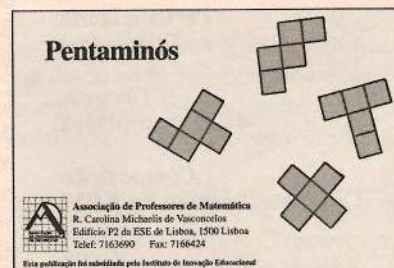 Pentaminós
Associação de Professores de Matemática
R. Carolina Michaëlis de Vasconcelos
Edifício P2 da ESE de Lisboa, 1500 Lisboa
Telef: 7163690 Fax: 7166424
Esta publicação foi subsidiada pelo Instituto de Inovação Educacional